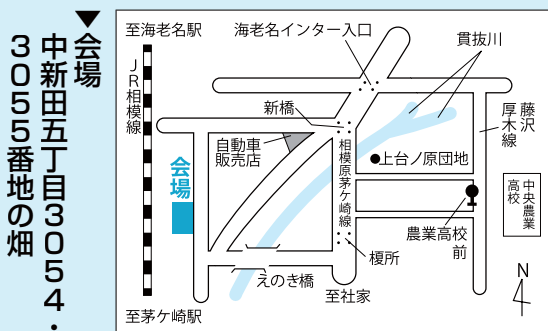 ▼会場
中新田五丁目3054・
3055番地の畑
至海老名駅
海老名インター入口
貫抜川
JR相模線
新橋
藤沢
厚木線
自動車
販売店
相模原茅ケ崎線
●上台ノ原団地
会場
中央農業
高校
農業高校
前
榎所
えのき橋
至社家
至茅ケ崎駅
N